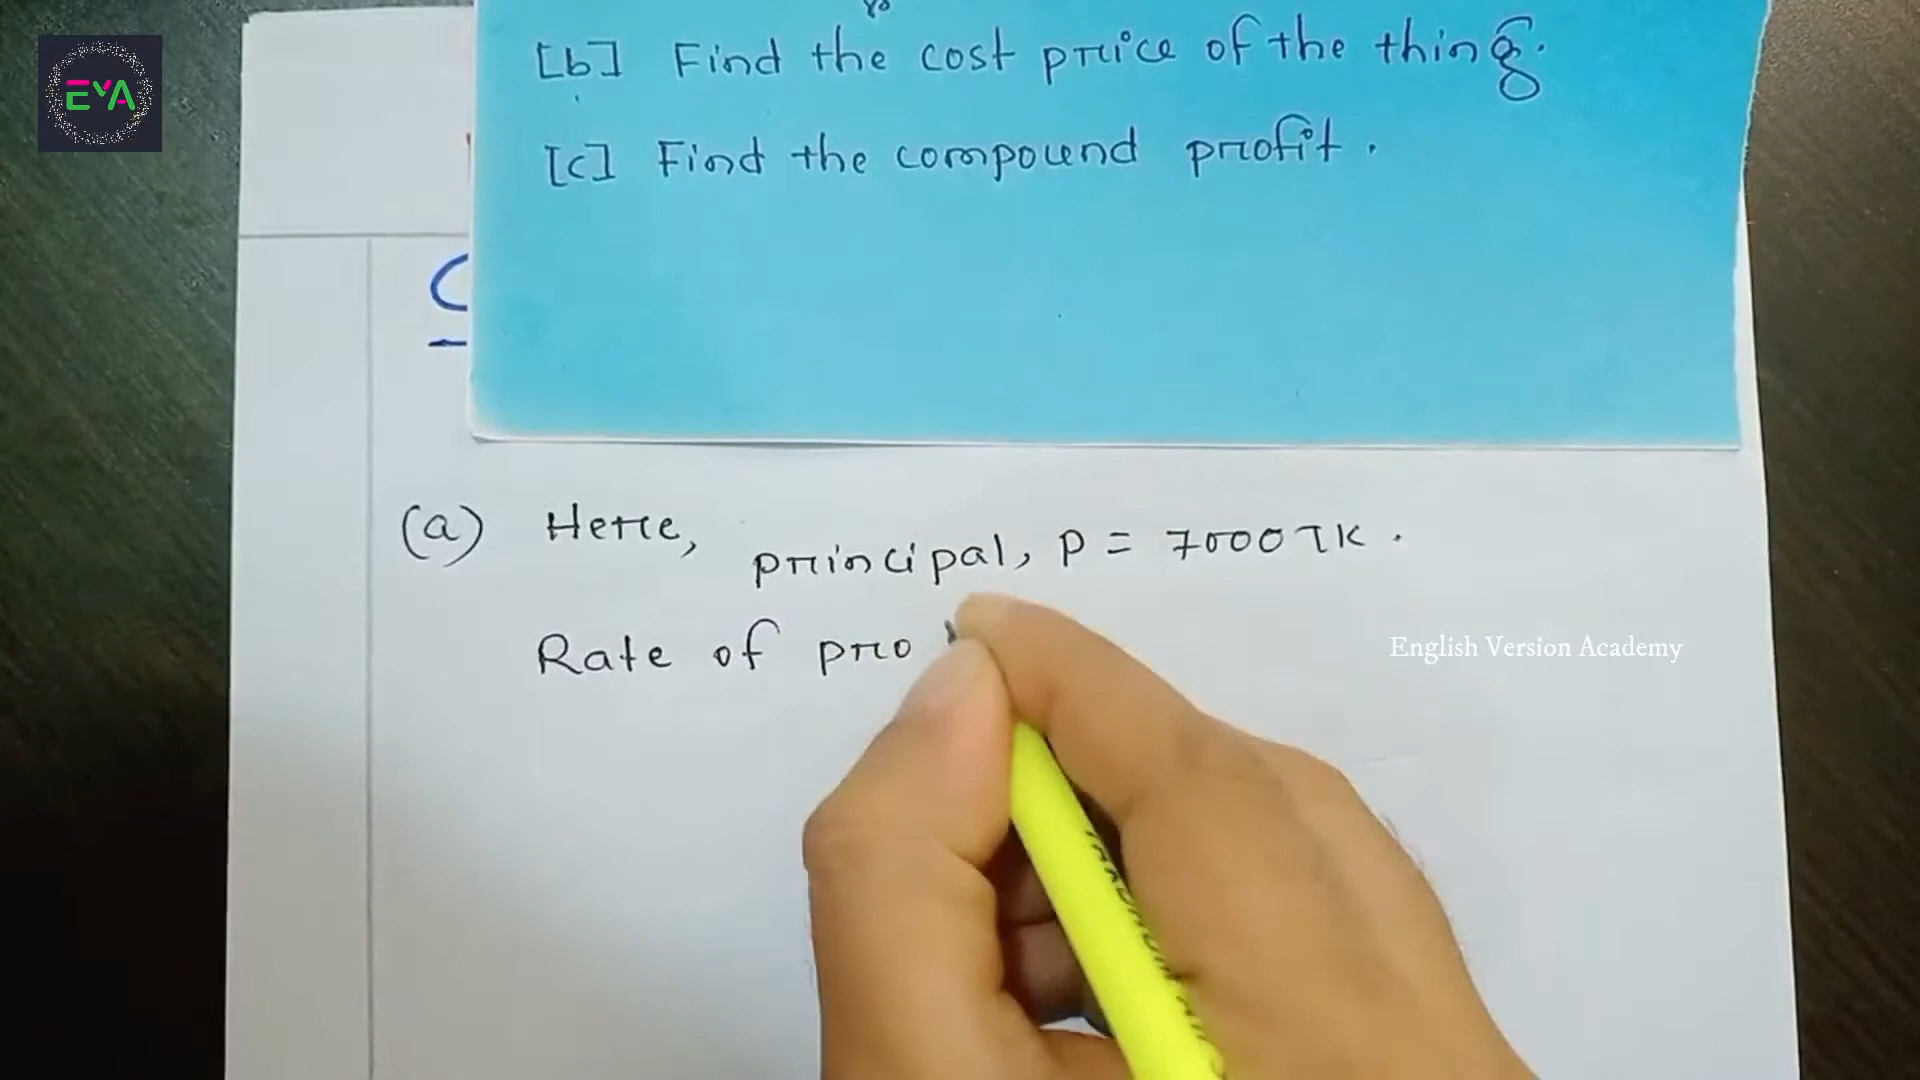 EVA
[b] Find the cost price of the thing.
[c] Find the compound profit.
(a) Here, principal, P = 7000 TK.
Rate of pro
English Version Academy